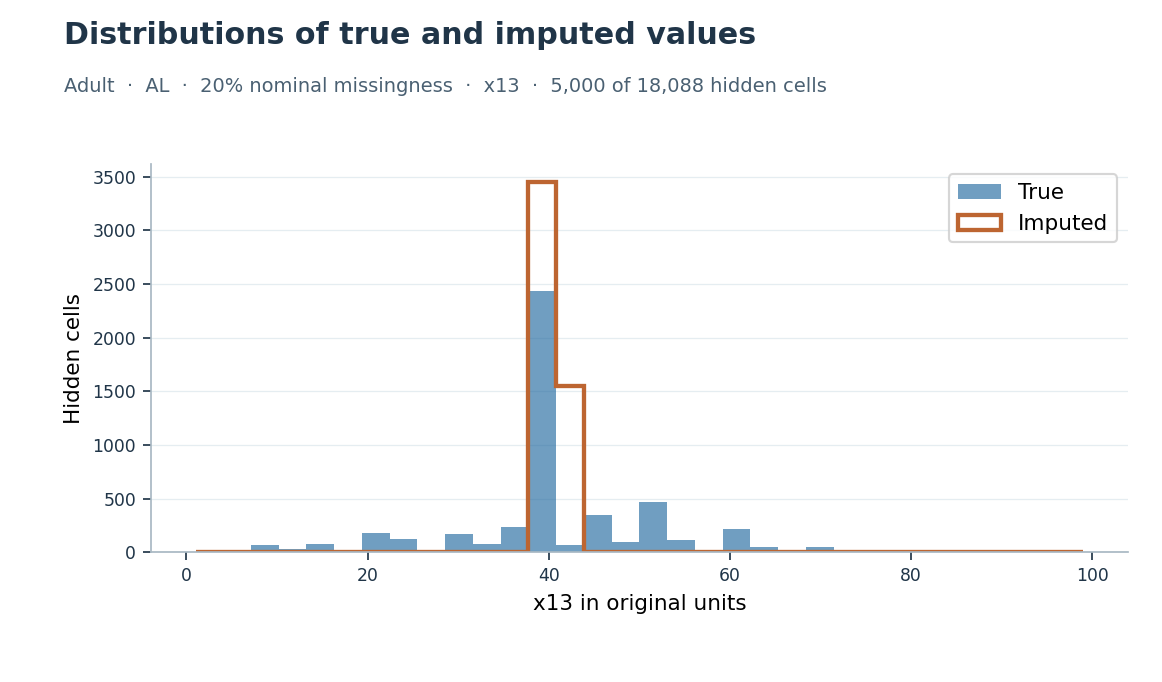 Distributions of true and imputed values
Adult · AL · 20% nominal missingness · x13 · 5,000 of 18,088 hidden cells
3500
3000
2500
2000
1500
1000
500
0
Hidden cells
True
Imputed
0 20 40 60 80 100
x13 in original units